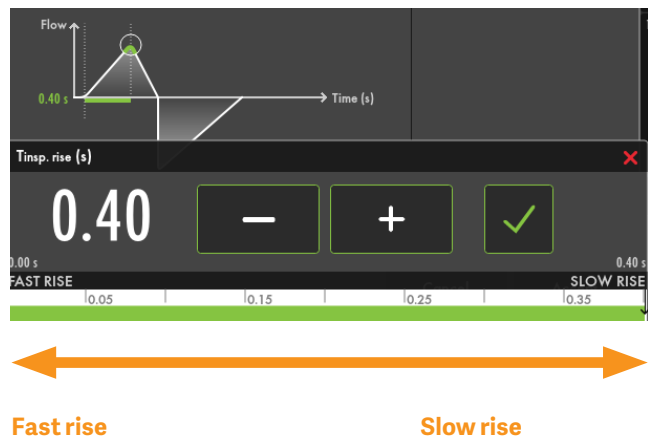 Flow
0.40 s
Time (s)
Tinsp. rise (s)
0.40
0.00 s
0.40 s
FAST RISE
SLOW RISE
0.05
0.15
0.25
0.35
Fast rise
Slow rise